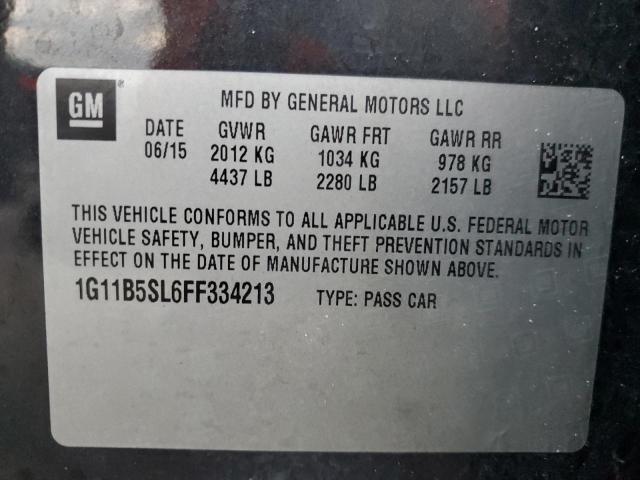 GM®
MFD BY GENERAL MOTORS LLC
DATE GVWR GAWR FRT GAWR RR
06/15 2012 KG 1034 KG 978 KG
4437 LB 2280 LB 2157 LB
THIS VEHICLE CONFORMS TO ALL APPLICABLE U.S. FEDERAL MOTOR
VEHICLE SAFETY, BUMPER, AND THEFT PREVENTION STANDARDS IN
EFFECT ON THE DATE OF MANUFACTURE SHOWN ABOVE.
1G11B5SL6FF334213 TYPE: PASS CAR